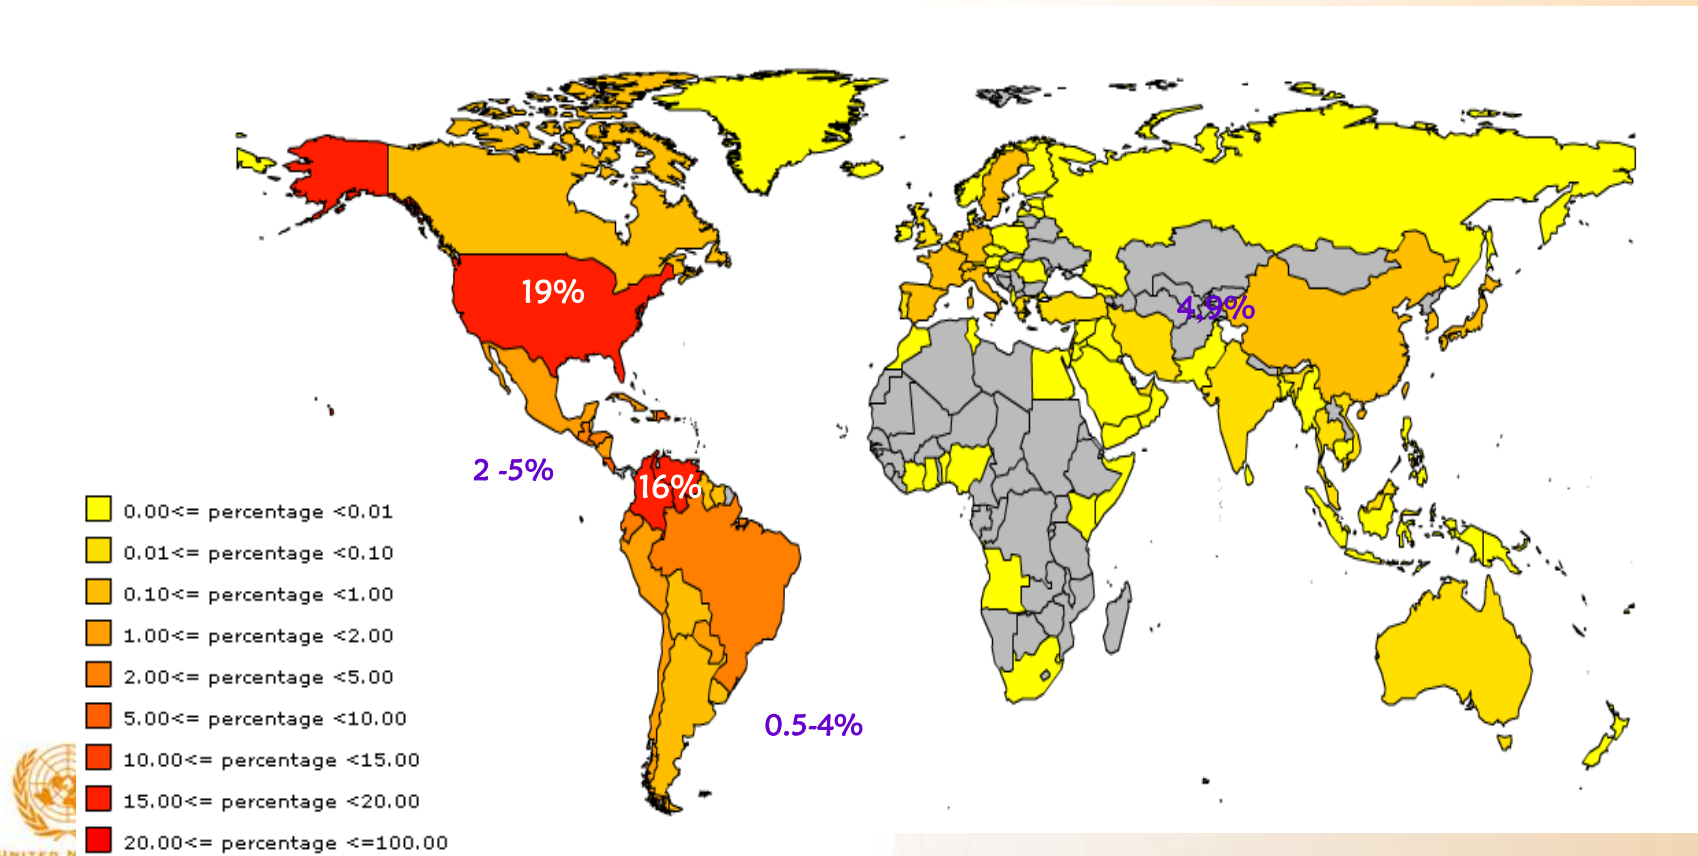 19%
4,9%
2 -5%
16%
0.5-4%
0.00<= percentage <0.01
0.01<= percentage <0.10
0.10<= percentage <1.00
1.00<= percentage <2.00
2.00<= percentage <5.00
5.00<= percentage <10.00
10.00<= percentage <15.00
15.00<= percentage <20.00
20.00<= percentage <=100.00